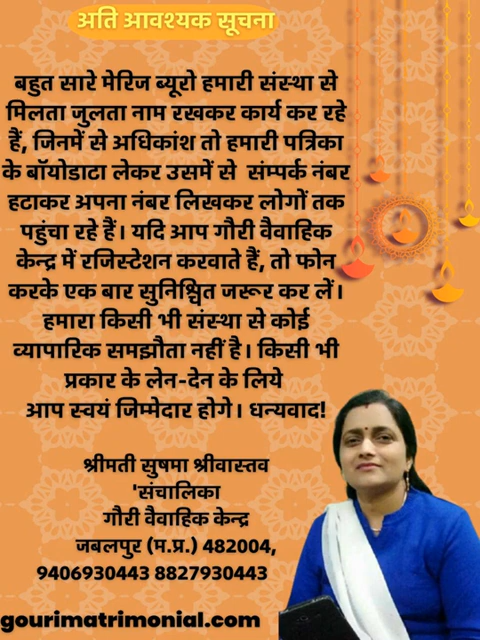 अति आवश्यक सूचना
बहुत सारे मेरिज ब्यूरो हमारी संस्था से
मिलता जुलता नाम रखकर कार्य कर रहे
हैं, जिनमें से अधिकांश तो हमारी पत्रिका
के बॉयोडाटा लेकर उसमें से सम्पर्क नंबर
हटाकर अपना नंबर लिखकर लोगों तक
पहुंचा रहे हैं। यदि आप गौरी वैवाहिक
केन्द्र में रजिस्टेशन करवाते हैं, तो फोन
करके एक बार सुनिश्चित जरूर कर लें।
हमारा किसी भी संस्था से कोई
व्यापारिक समझौता नहीं है। किसी भी
प्रकार के लेन-देन के लिये
आप स्वयं जिम्मेदार होगे। धन्यवाद!
श्रीमती सुषमा श्रीवास्तव
'संचालिका
गौरी वैवाहिक केन्द्र
जबलपुर (म.प्र.) 482004,
9406930443 8827930443
gourimatrimonial.com